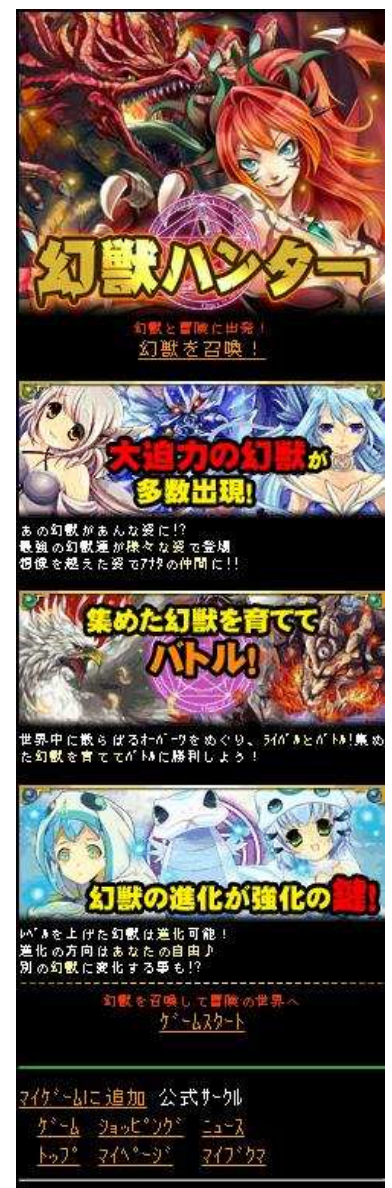 幻獣ハンター
幻獣と冒険に出発!
幻獣を召喚!
大迫力の幻獣が
多数出現!
あの幻獣があんな姿に!?
最強の幻獣達が様々な姿で登場
想像を越えた姿でｱﾅﾀの仲間に!!
集めた幻獣を育てて
バトル!
世界中に散らばるｵｰﾊﾟｰﾂをめぐり、ﾗｲﾊﾞﾙとﾊﾞﾄﾙ!集め
た幻獣を育ててﾊﾞﾄﾙに勝利しよう!
幻獣の進化が強化の鍵!
ﾚﾍﾞﾙを上げた幻獣は進化可能!
進化の方向はあなたの自由♪
別の幻獣に変化する事も!?
幻獣を召喚して冒険の世界へ
ｹﾞｰﾑｽﾀｰﾄ
ﾏｲｹﾞｰﾑに追加 公式ｻｰｸﾙ
ｹﾞｰﾑ ｼｮｯﾋﾟﾝｸﾞ ﾆｭｰｽ
ﾄｯﾌﾟ ﾏｲﾍﾟｰｼﾞ ﾏｲﾌﾞｸﾏ